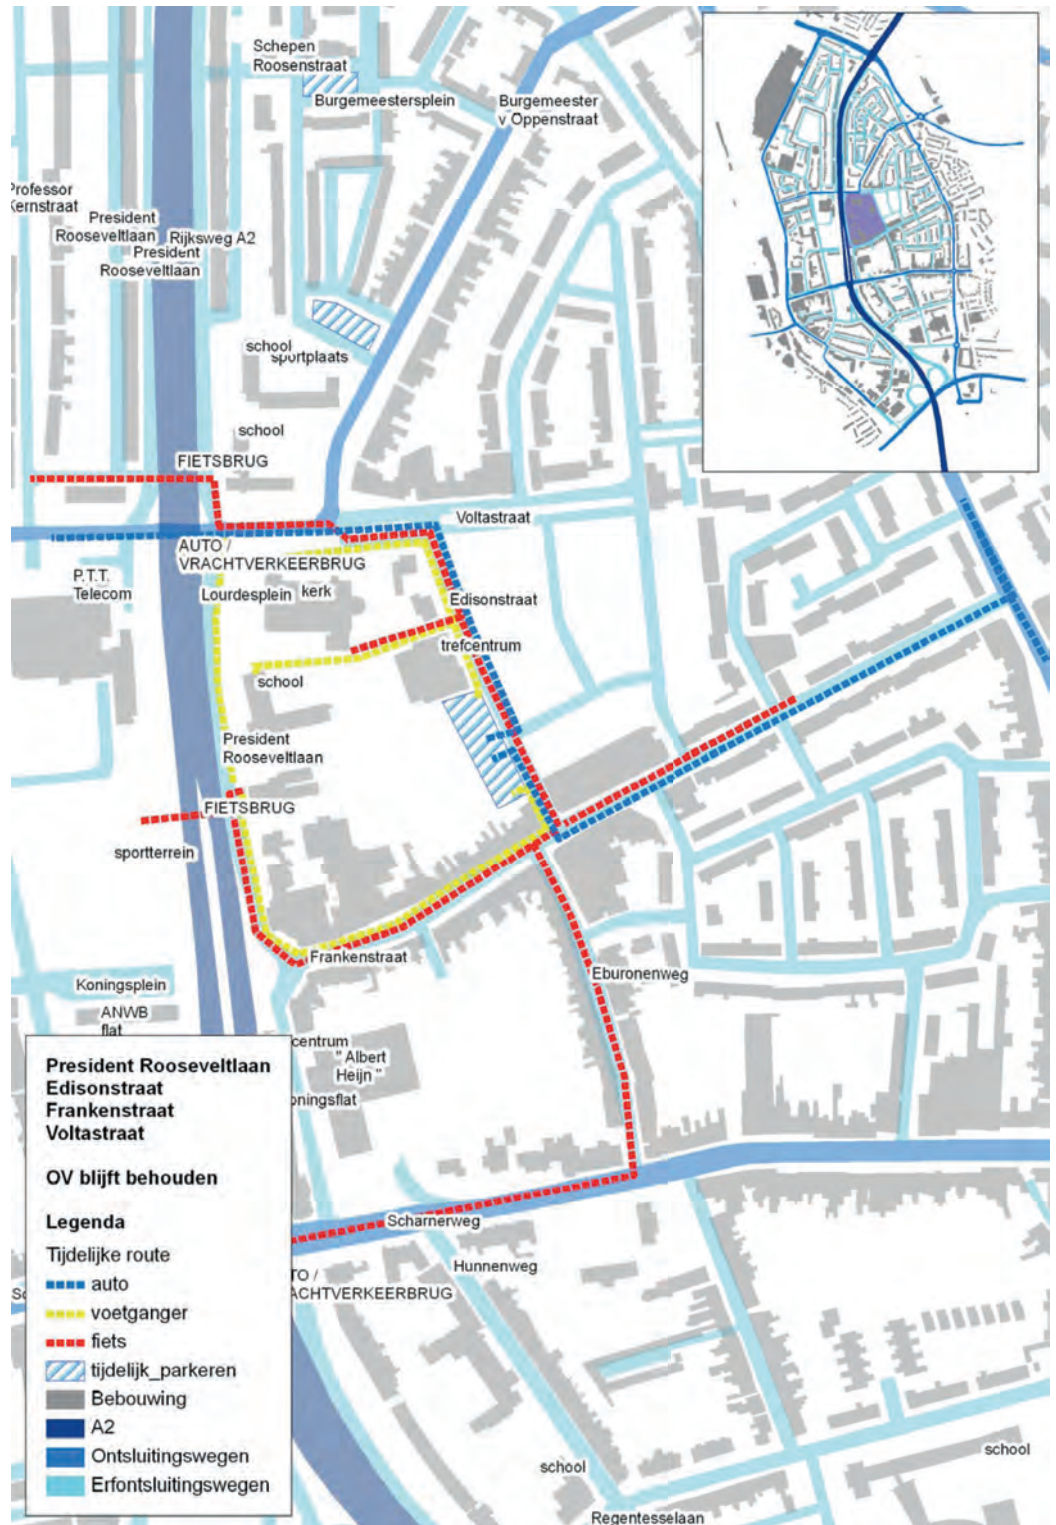 Schepen
Roosenstraat
Burgemeestersplein
Burgemeester
v Oppenstraat
Professor
Kernstraat
President
Rooseveltlaan
Rijksweg A2
President
Rooseveltlaan
school
sportplaats
school
FIETSBRUG
Voltastraat
AUTO /
VRACHTVERKEERBRUG
P.T.T.
Telecom
Lourdesplein
kerk
Edisonstraat
trefcentrum
school
President
Rooseveltlaan
FIETSBRUG
sportterrein
Frankenstraat
Eburonenweg
Koningsplein
ANWB
flat
centrum
" Albert
Heijn "
oningsflat
President Rooseveltlaan
Edisonstraat
Frankenstraat
Voltastraat
OV blijft behouden
Legenda
Tijdelijke route
auto
voetganger
fiets
tijdelijk_parkeren
Bebouwing
A2
Ontsluitingswegen
Erfontsluitingswegen
Scharnerweg
Hunnenweg
TO /
ACHTVERKEERBRUG
school
school
Regentesselaan